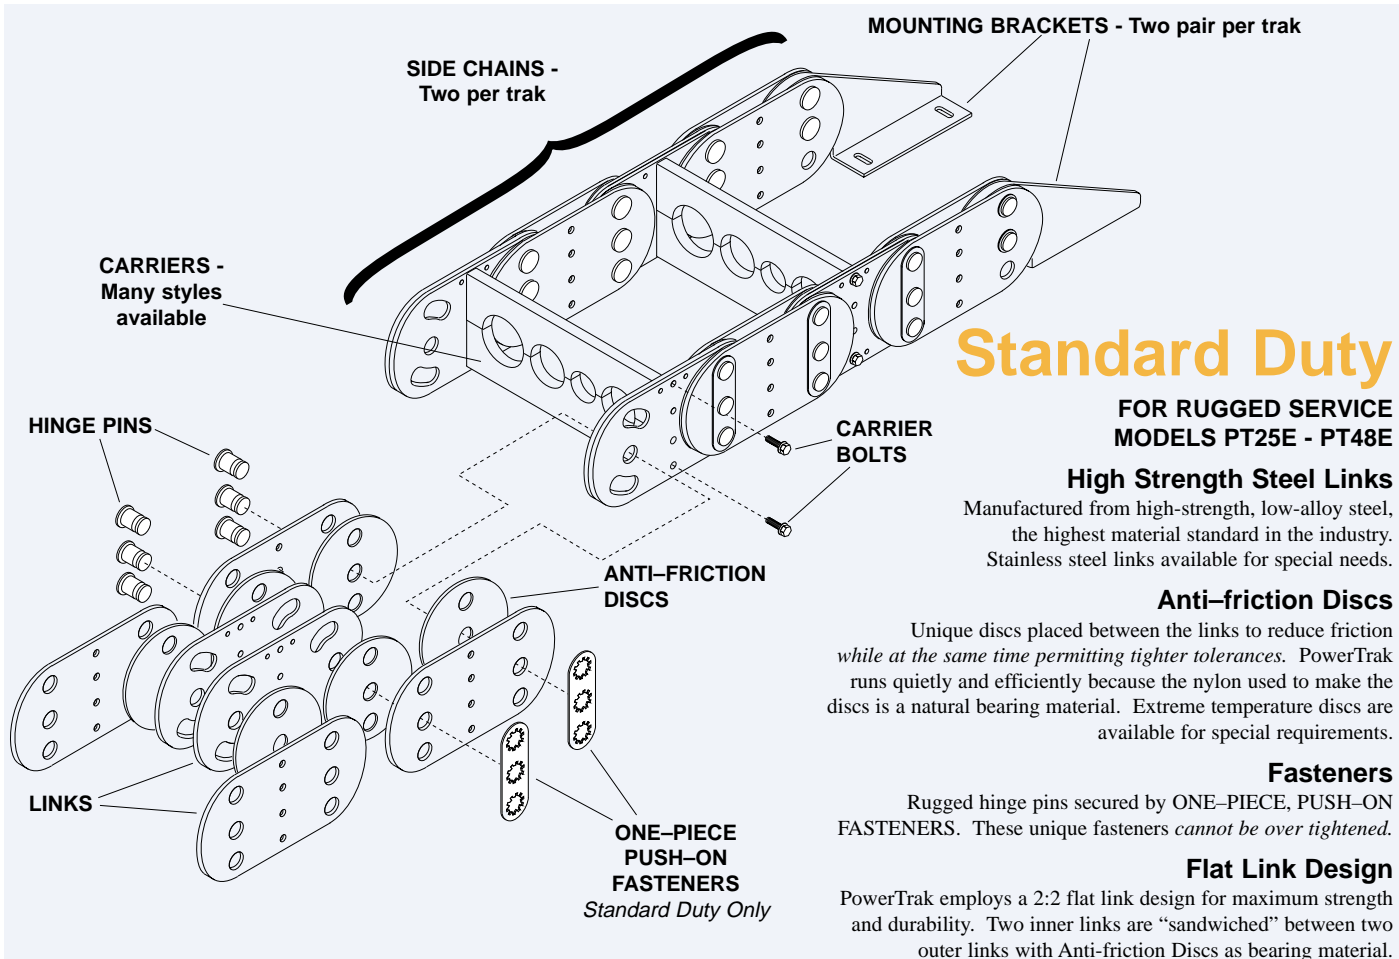 MOUNTING BRACKETS - Two pair per trak
SIDE CHAINS -
Two per trak
CARRIERS -
Many styles
available
HINGE PINS
CARRIER
BOLTS
ANTI–FRICTION
DISCS
LINKS
ONE–PIECE
PUSH–ON
FASTENERS
Standard Duty Only
Standard Duty
FOR RUGGED SERVICE
MODELS PT25E - PT48E
High Strength Steel Links
Manufactured from high-strength, low-alloy steel,
the highest material standard in the industry.
Stainless steel links available for special needs.
Anti–friction Discs
Unique discs placed between the links to reduce friction
while at the same time permitting tighter tolerances. PowerTrak
runs quietly and efficiently because the nylon used to make the
discs is a natural bearing material. Extreme temperature discs are
available for special requirements.
Fasteners
Rugged hinge pins secured by ONE–PIECE, PUSH–ON
FASTENERS. These unique fasteners cannot be over tightened.
Flat Link Design
PowerTrak employs a 2:2 flat link design for maximum strength
and durability. Two inner links are “sandwiched” between two
outer links with Anti-friction Discs as bearing material.